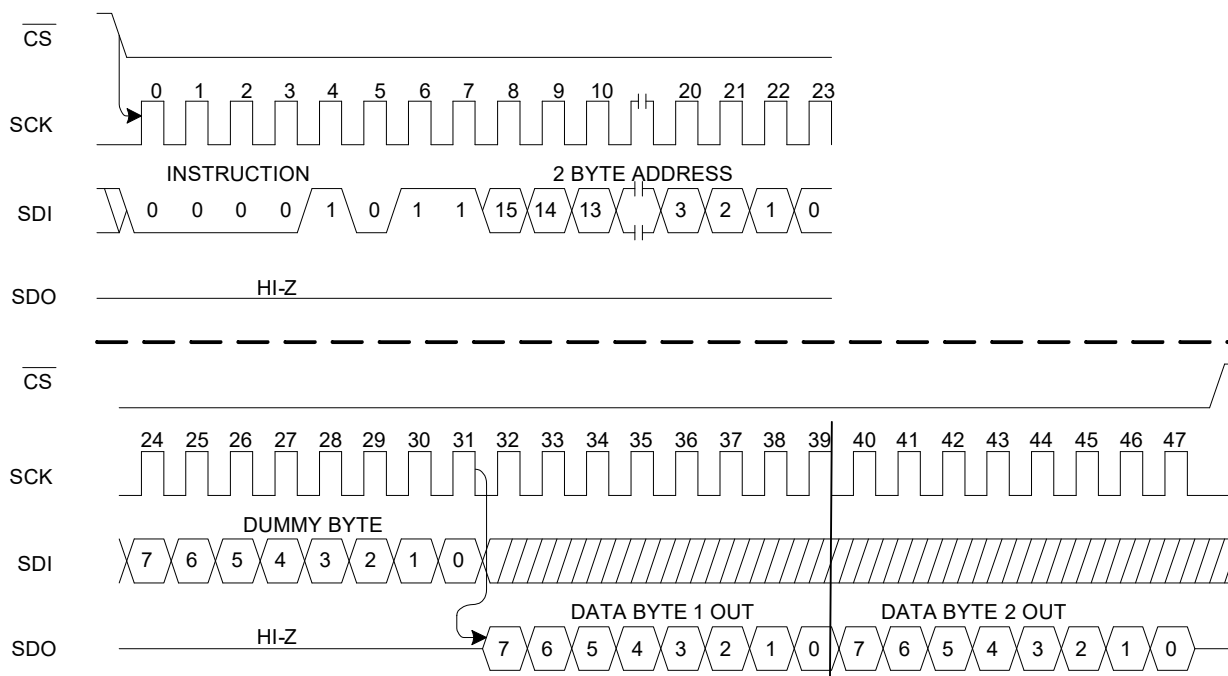 CS
0 1 2 3 4 5 6 7 8 9 10 20 21 22 23
SCK
INSTRUCTION 2 BYTE ADDRESS
SDI 0 0 0 0 1 0 1 1 15 14 13 3 2 1 0
HI-Z
SDO
CS
24 25 26 27 28 29 30 31 32 33 34 35 36 37 38 39 40 41 42 43 44 45 46 47
SCK
DUMMY BYTE
SDI 7 6 5 4 3 2 1 0
DATA BYTE 1 OUT DATA BYTE 2 OUT
HI-Z
SDO 7 6 5 4 3 2 1 0 7 6 5 4 3 2 1 0